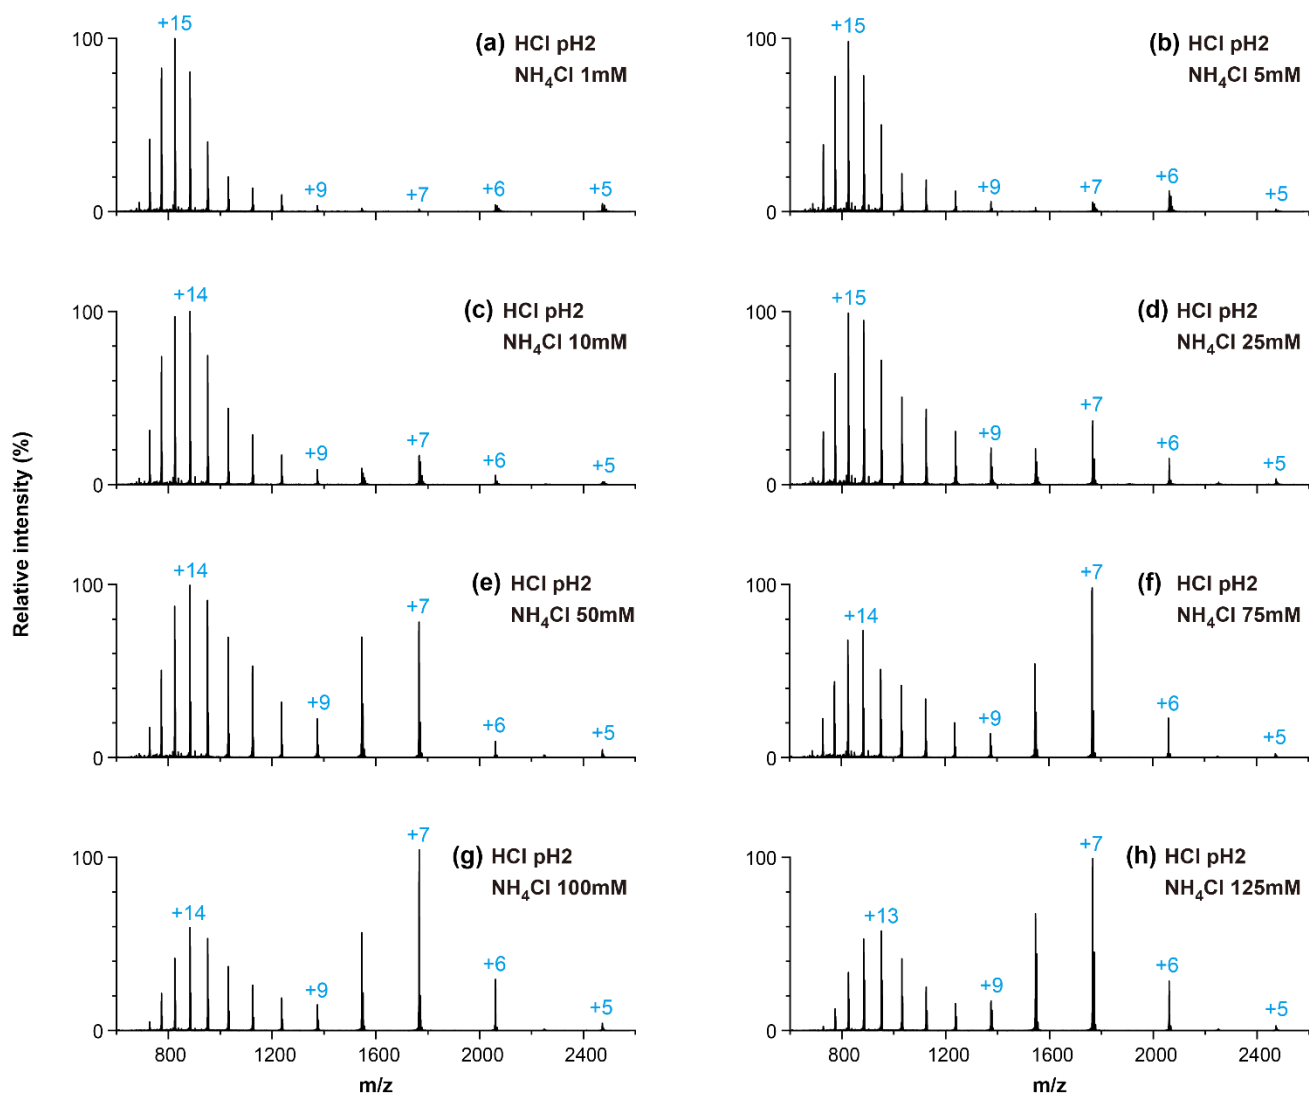 +15
100
(a) HCl pH2
NH₄Cl 1mM
+9
+7
+6
+5
0
+15
(b) HCl pH2
NH₄Cl 5mM
+9
+7
+6
+5
+14
100
(c) HCl pH2
NH₄Cl 10mM
+9
+7
+6
+5
0
+15
(d) HCl pH2
NH₄Cl 25mM
+9
+7
+6
+5
Relative intensity (%)
+14
100
(e) HCl pH2
NH₄Cl 50mM
+9
+7
+6
+5
0
+14
(f) HCl pH2
NH₄Cl 75mM
+9
+7
+6
+5
100
(g) HCl pH2
NH₄Cl 100mM
+14
+9
+7
+6
+5
0
800 1200 1600 2000 2400
m/z
(h) HCl pH2
NH₄Cl 125mM
+13
+9
+7
+6
+5
800 1200 1600 2000 2400
m/z
100
0
100
0
100
0
100
0